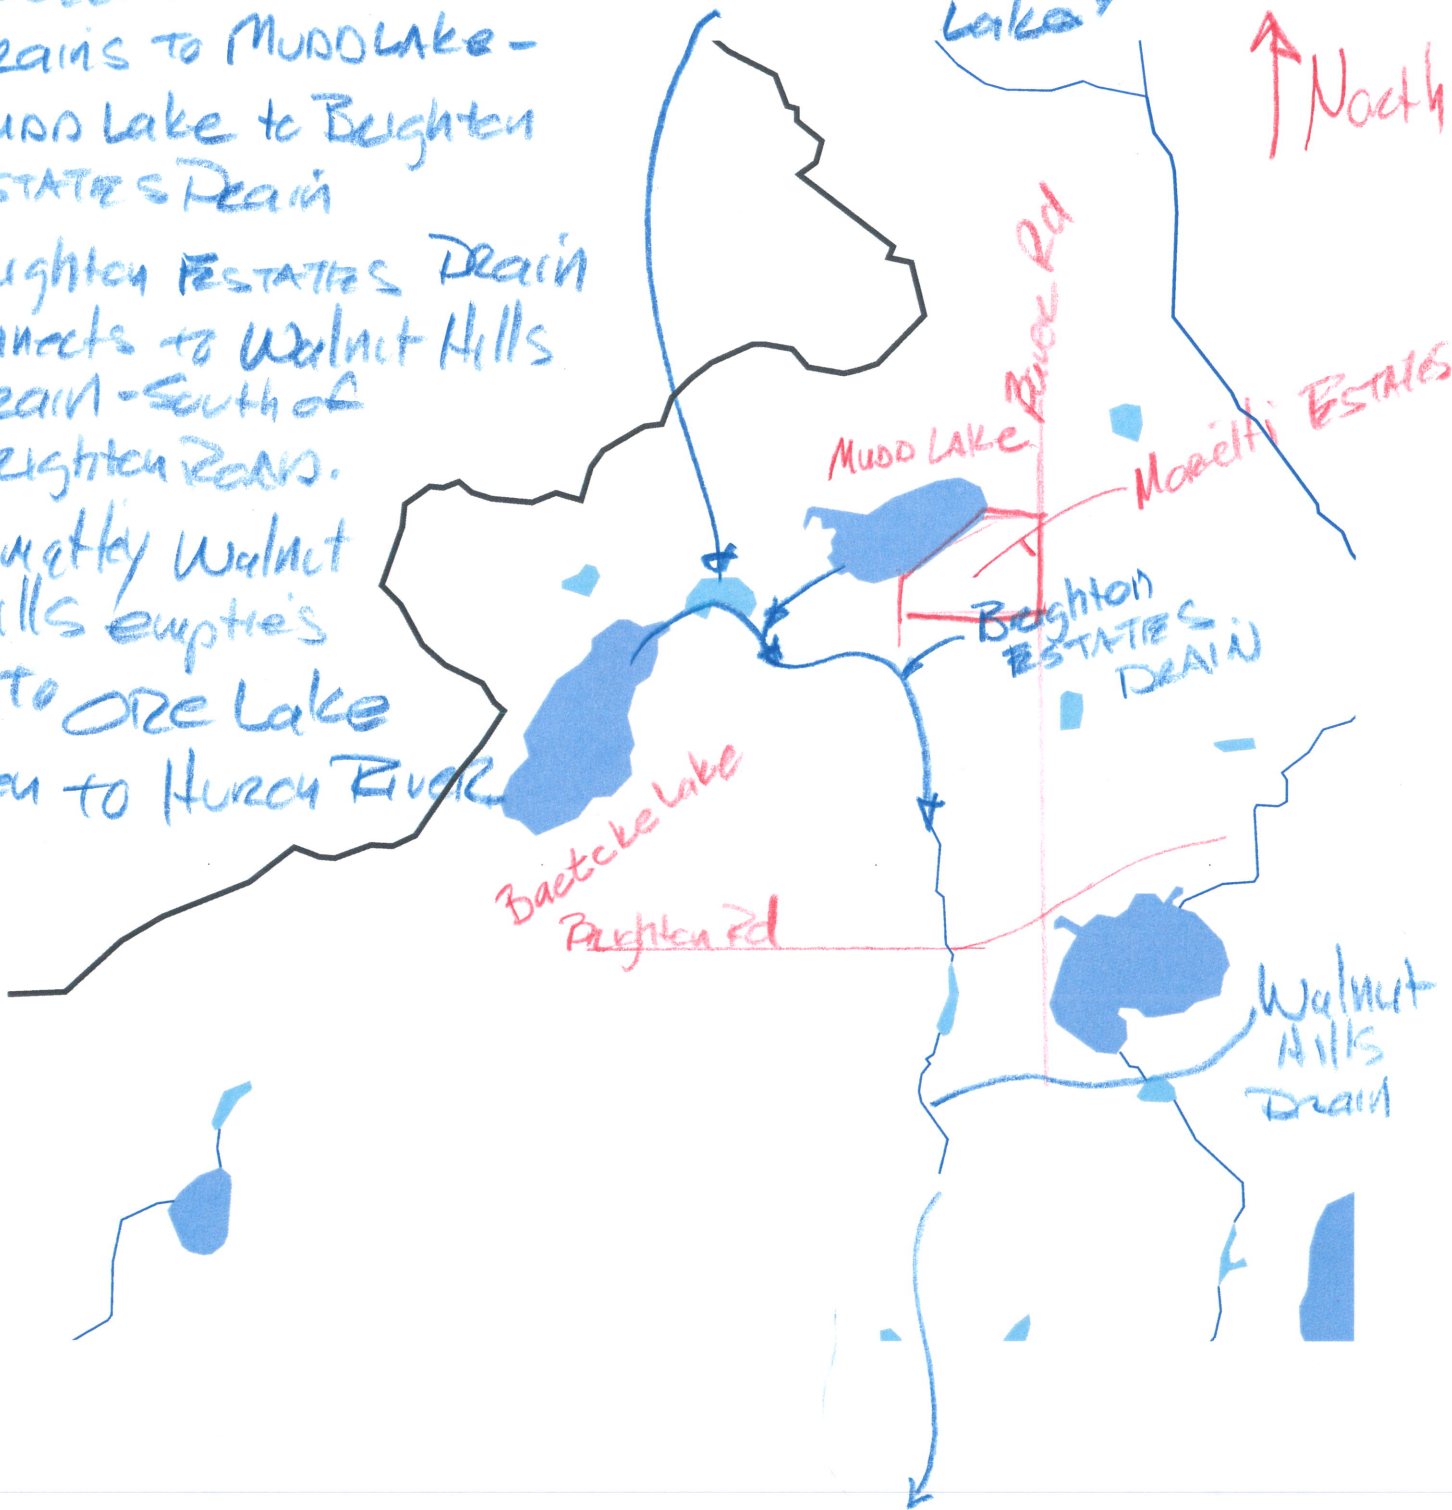 rains to MUDDLAKE-
UDD Lake to Brighton
STATES Drain
ighton ESTATES Drain
nnects to Walnut Hills
rain-South of
righton ROAD.
Walnut
ills empties
to ORE Lake
to HURON RIVER
Lake
North
Rd
MUDD LAKE
Moretti ESTATES
Brighton
ESTATES
DRAIN
Baetcke Lake
Brighton Rd
Walnut
Hills
Drain